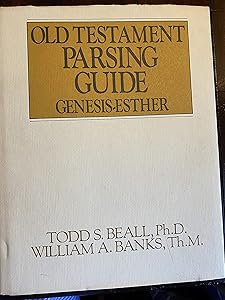 OLD TESTAMENT
PARSING
GUIDE
GENESIS-ESTHER
TODD S. BEALL, Ph.D.
WILLIAM A. BANKS, Th.M.